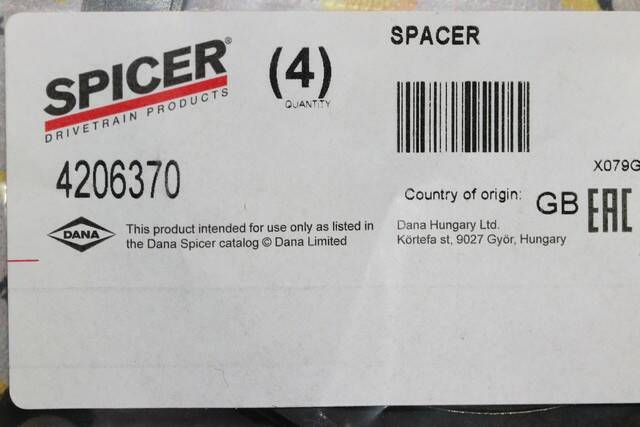 SPICER®
DRIVETRAIN PRODUCTS
(4)
QUANTITY
SPACER
4206370
X079G
Country of origin: GB
EAC
DANA
This product intended for use only as listed in
the Dana Spicer catalog © Dana Limited
Dana Hungary Ltd.
Körtefa st, 9027 Győr, Hungary